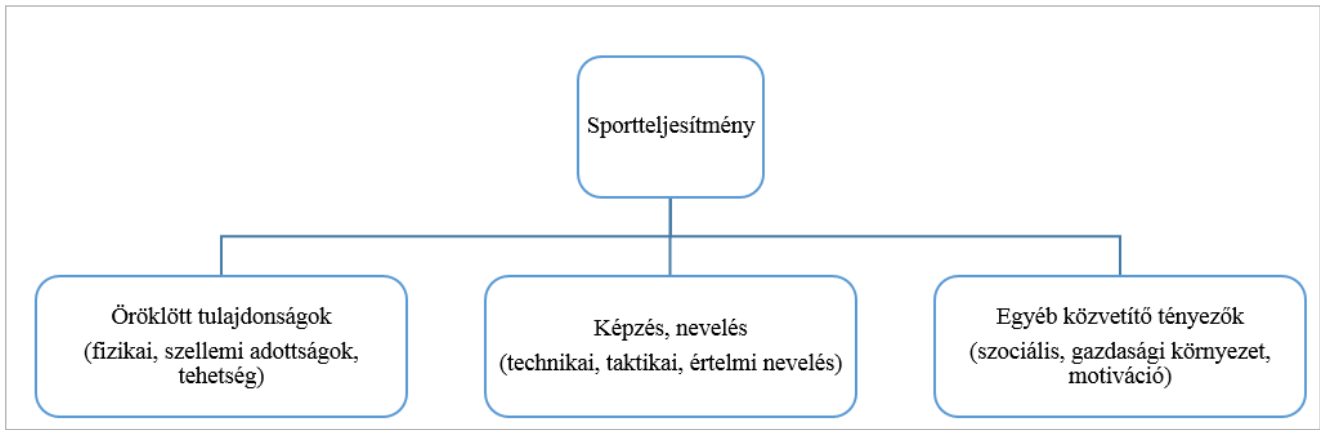 Sportteljesítmény
Öröklött tulajdonságok
(fizikai, szellemi adottságok,
tehetség)
Képzés, nevelés
(technikai, taktikai, értelmi nevelés)
Egyéb közvetítő tényezők
(szociális, gazdasági környezet,
motiváció)